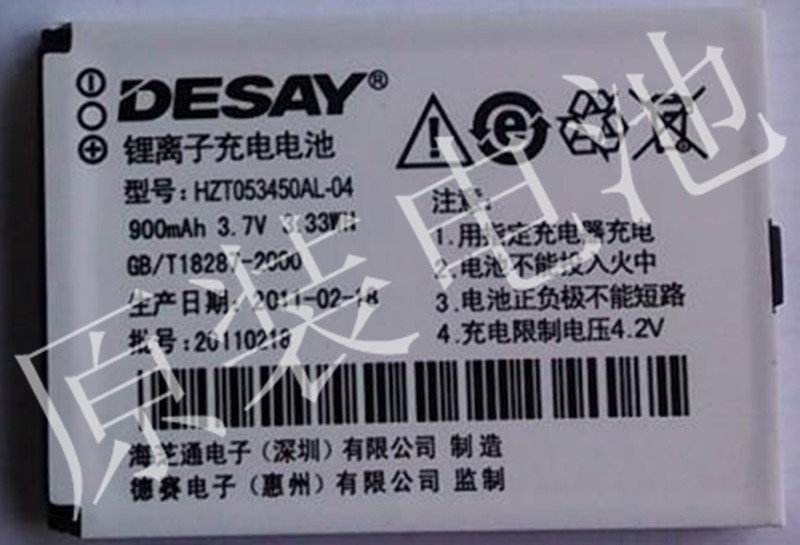 DESAY®
锂离子充电电池
型号:HZT053450AL-04
900mAh 3.7V 3.33WH
GB/T18287-2000
生产日期:2011-02-18
批号:20110218
注意:
1.用指定充电器充电
2.电池不能投入火中
3.电池正负极不能短路
4.充电限制电压4.2V
海芝通电子(深圳)有限公司 制造
德赛电子(惠州)有限公司 监制
原装电池